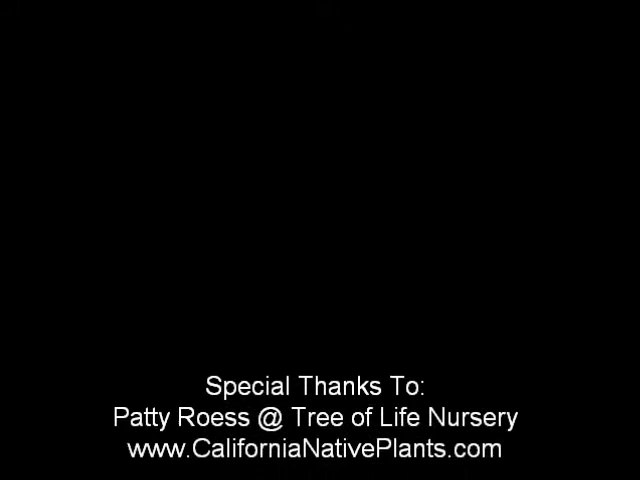 Special Thanks To:
Patty Roess @ Tree of Life Nursery
www.CaliforniaNativePlants.com